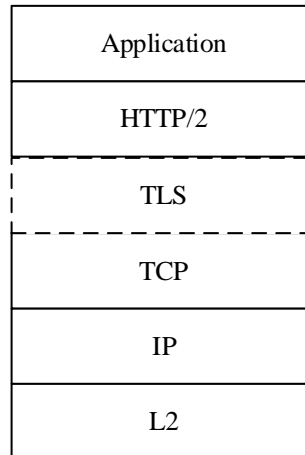 Application
HTTP/2
TLS
TCP
IP
L2